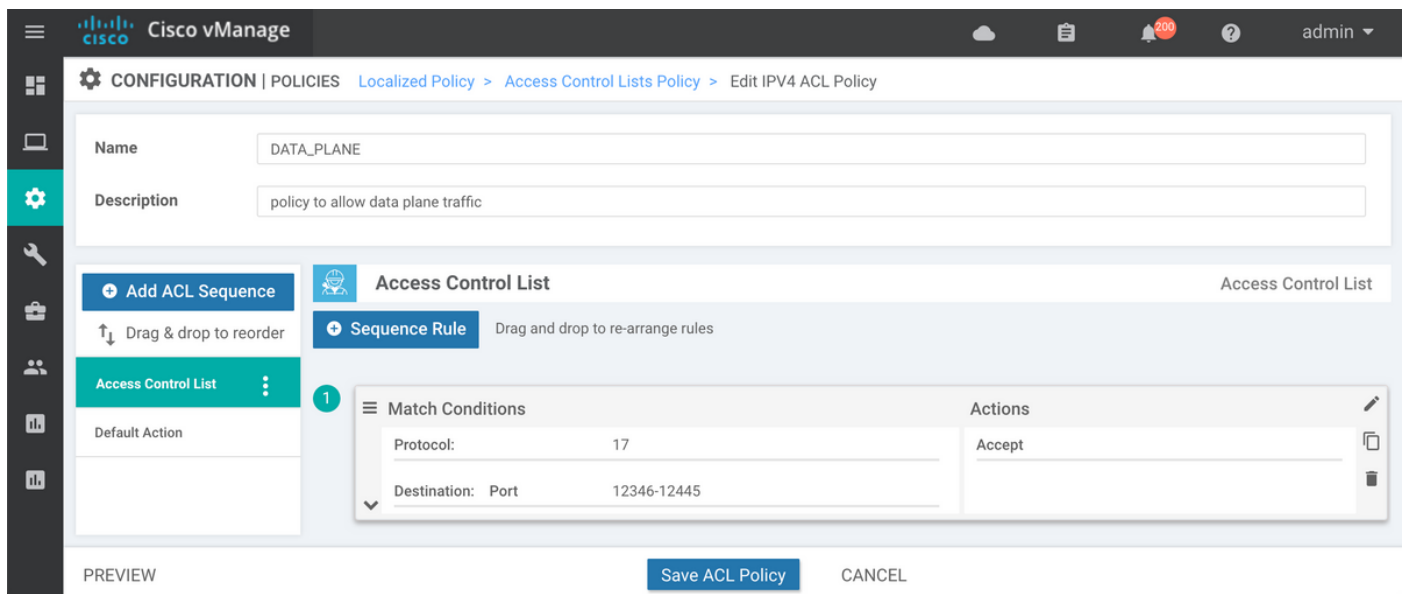 CISCO Cisco vManage 200 ? admin
CONFIGURATION | POLICIES Localized Policy > Access Control Lists Policy > Edit IPV4 ACL Policy
Name DATA_PLANE
Description policy to allow data plane traffic
Add ACL Sequence
Drag & drop to reorder
Access Control List
Default Action
Access Control List Access Control List
Sequence Rule Drag and drop to re-arrange rules
1
Match Conditions Actions
Protocol: 17 Accept
Destination: Port 12346-12445
PREVIEW Save ACL Policy CANCEL